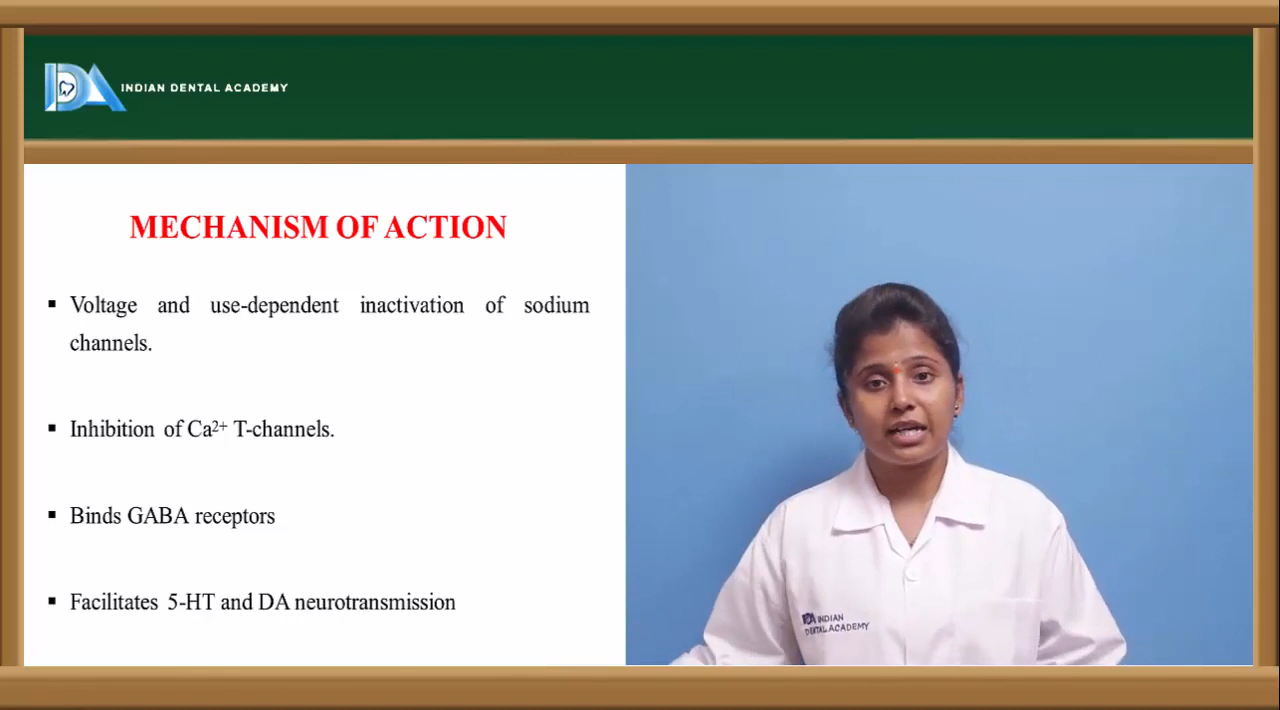 INDIAN DENTAL ACADEMY
MECHANISM OF ACTION
▪ Voltage and use-dependent inactivation of sodium
channels.
▪ Inhibition of Ca²⁺ T-channels.
▪ Binds GABA receptors
▪ Facilitates 5-HT and DA neurotransmission
IDA INDIAN
DENTAL ACADEMY